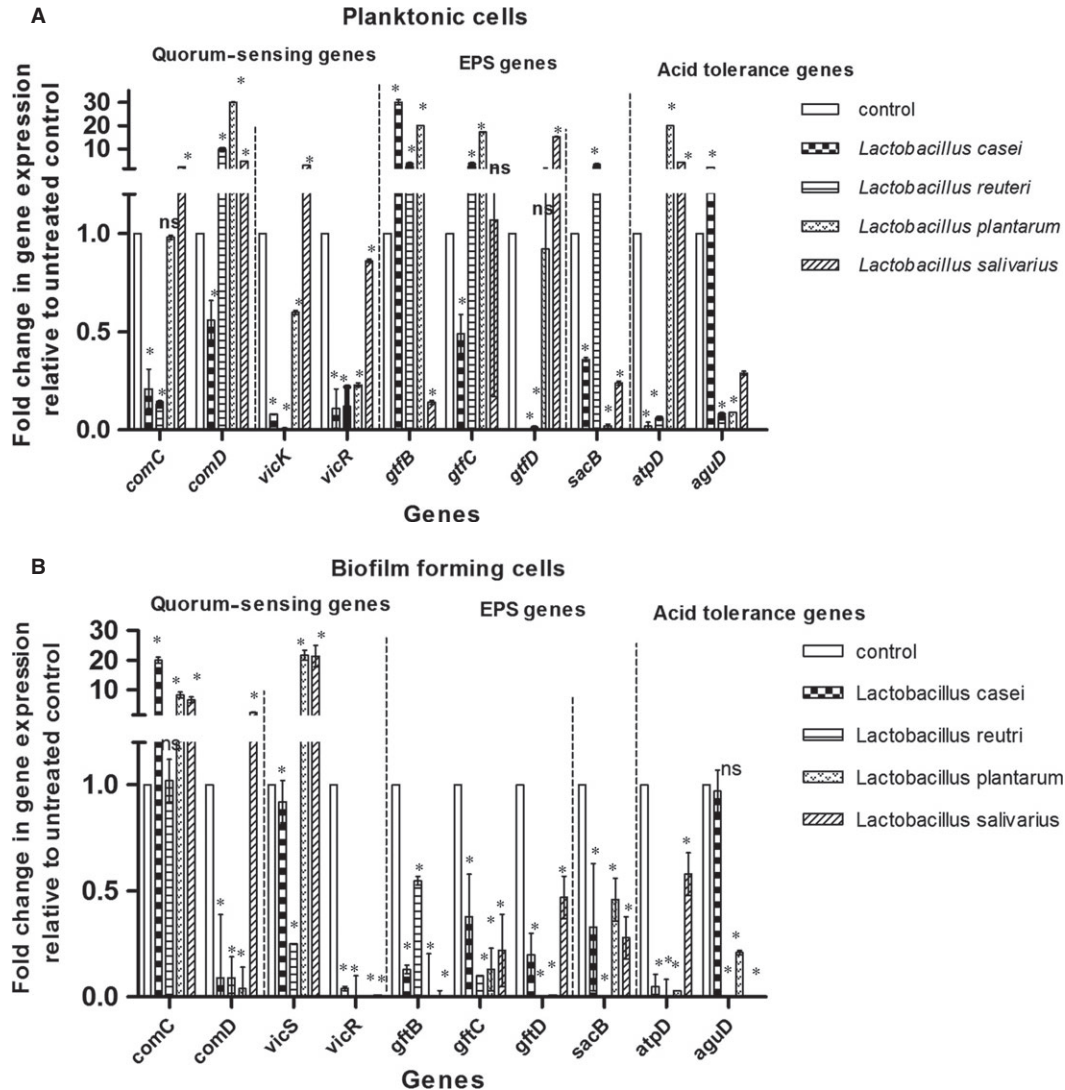 A
Planktonic cells
Quorum-sensing genes
EPS genes
Acid tolerance genes
Fold change in gene expression
relative to untreated control
30
20
10
1.0
0.5
0.0
* * ns * * * * * * * * * * * * * * * * * * * * ns * ns * * * * * * * * * * * *
comC
comD
vicK
vicR
gtfB
gtfC
gtfD
sacB
atpD
aguD
Genes
control
Lactobacillus casei
Lactobacillus reuteri
Lactobacillus plantarum
Lactobacillus salivarius
B
Biofilm forming cells
Quorum-sensing genes
EPS genes
Acid tolerance genes
Fold change in gene expression
relative to untreated control
30
20
10
1.0
0.5
0.0
* ns * * * * * * * * * * * * * * * * * * * * * * * * * * * * * * * * * * ns * * *
comC
comD
vicS
vicR
gftB
gftC
gftD
sacB
atpD
aguD
Genes
control
Lactobacillus casei
Lactobacillus reutri
Lactobacillus plantarum
Lactobacillus salivarius